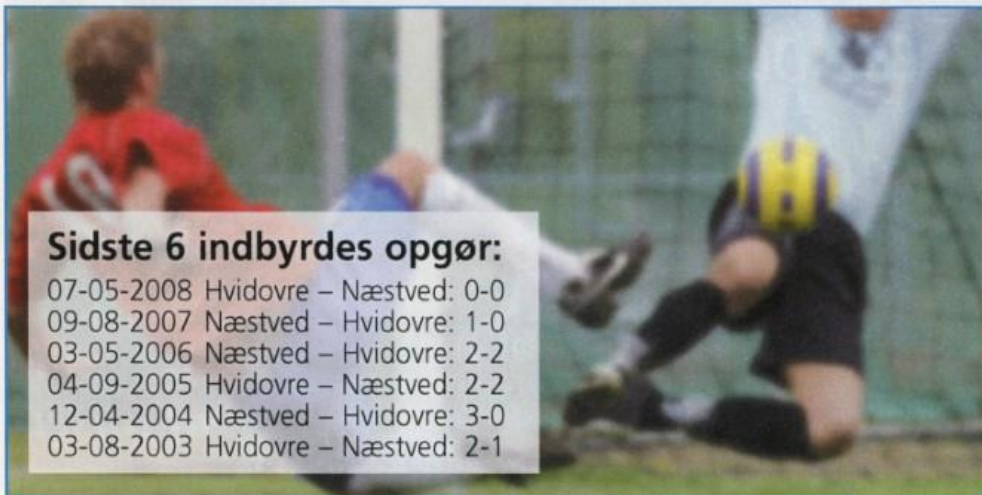 Sidste 6 indbyrdes opgør:
07-05-2008 Hvidovre – Næstved: 0-0
09-08-2007 Næstved – Hvidovre: 1-0
03-05-2006 Næstved – Hvidovre: 2-2
04-09-2005 Hvidovre – Næstved: 2-2
12-04-2004 Næstved – Hvidovre: 3-0
03-08-2003 Hvidovre – Næstved: 2-1